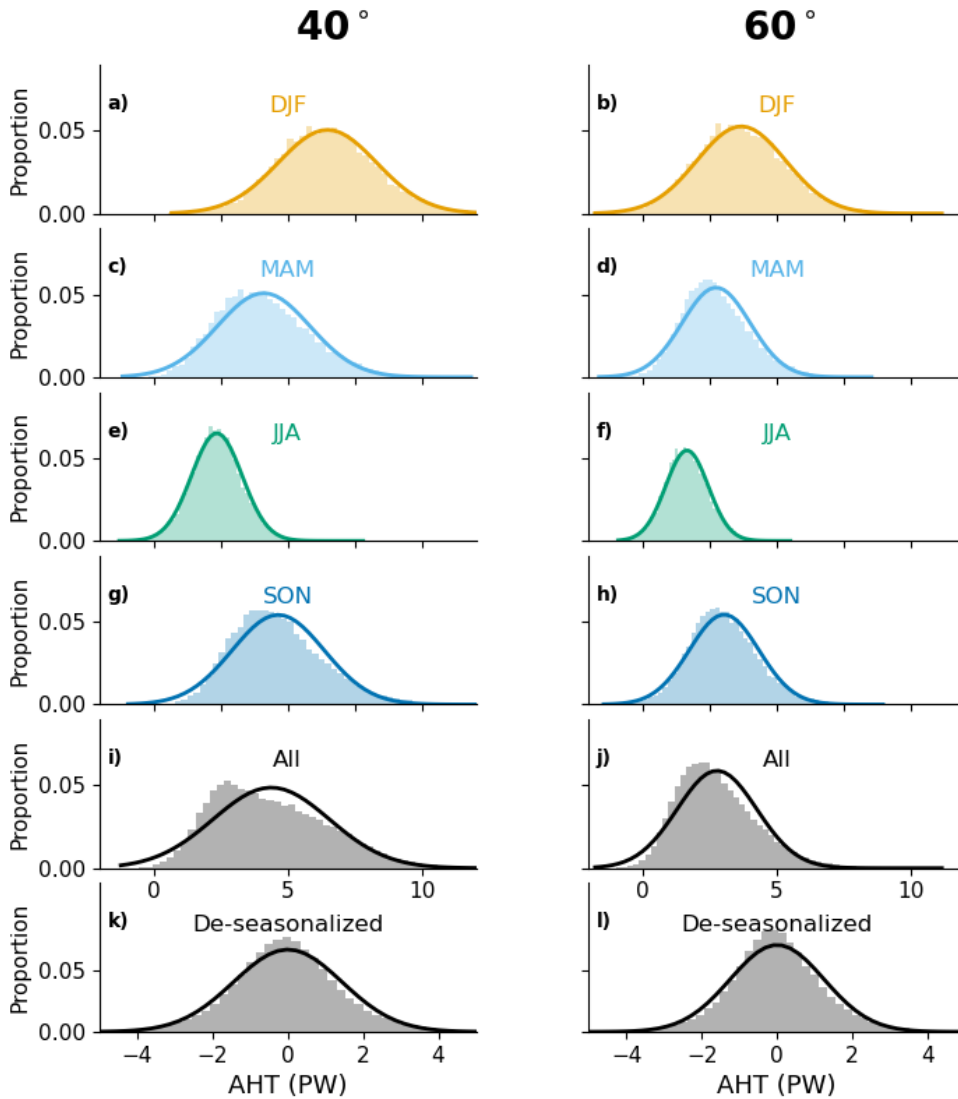 40° 60°
a) DJF b) DJF
Proportion
0.05
0.00
c) MAM d) MAM
Proportion
0.05
0.00
e) JJA f) JJA
Proportion
0.05
0.00
g) SON h) SON
Proportion
0.05
0.00
i) All j) All
Proportion
0.05
0.00
0 5 10 0 5 10
k) De-seasonalized l) De-seasonalized
Proportion
0.05
0.00
−4 −2 0 2 4 −4 −2 0 2 4
AHT (PW) AHT (PW)